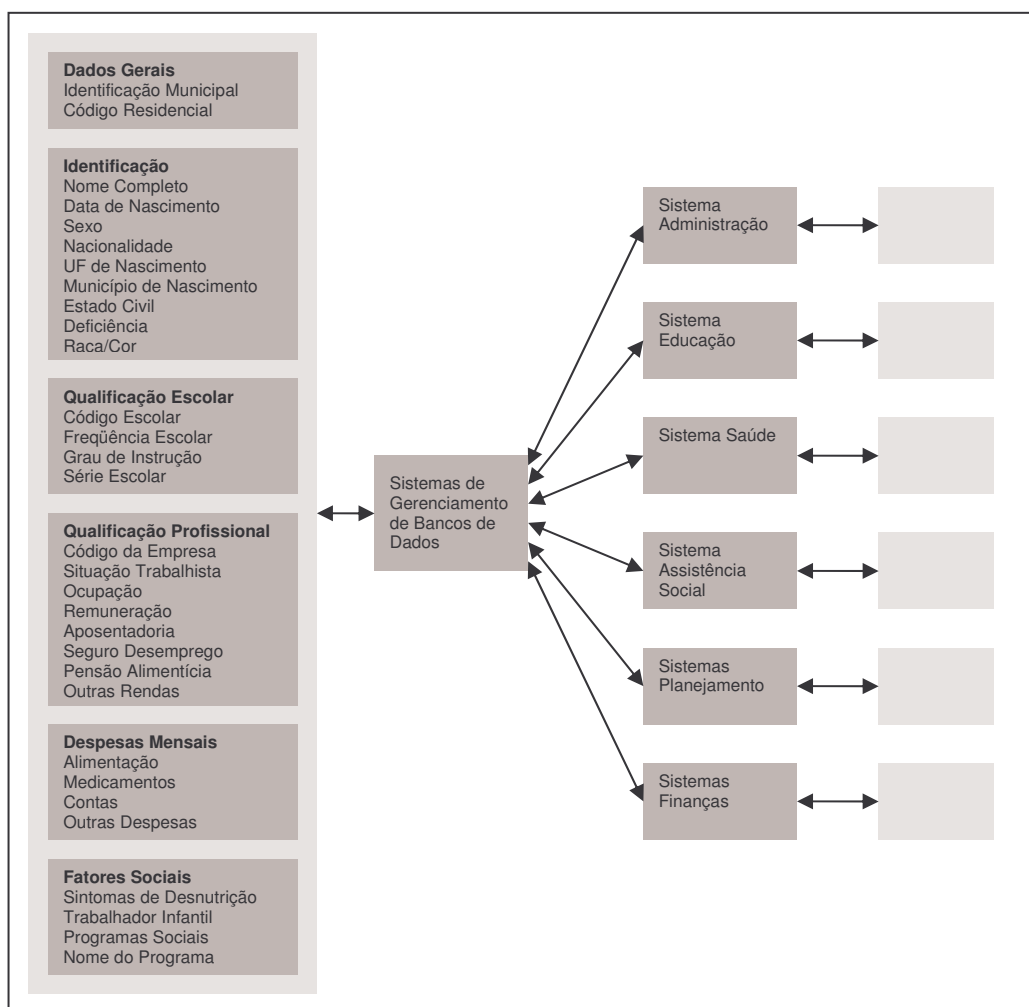 Dados Gerais
Identificação Municipal
Código Residencial
Identificação
Nome Completo
Data de Nascimento
Sexo
Nacionalidade
UF de Nascimento
Município de Nascimento
Estado Civil
Deficiência
Raca/Cor
Qualificação Escolar
Código Escolar
Freqüência Escolar
Grau de Instrução
Série Escolar
Qualificação Profissional
Código da Empresa
Situação Trabalhista
Ocupação
Remuneração
Aposentadoria
Seguro Desemprego
Pensão Alimentícia
Outras Rendas
Despesas Mensais
Alimentação
Medicamentos
Contas
Outras Despesas
Fatores Sociais
Sintomas de Desnutrição
Trabalhador Infantil
Programas Sociais
Nome do Programa
Sistemas de
Gerenciamento
de Bancos de
Dados
Sistema
Administração
Sistema
Educação
Sistema Saúde
Sistema
Assistência
Social
Sistemas
Planejamento
Sistemas
Finanças